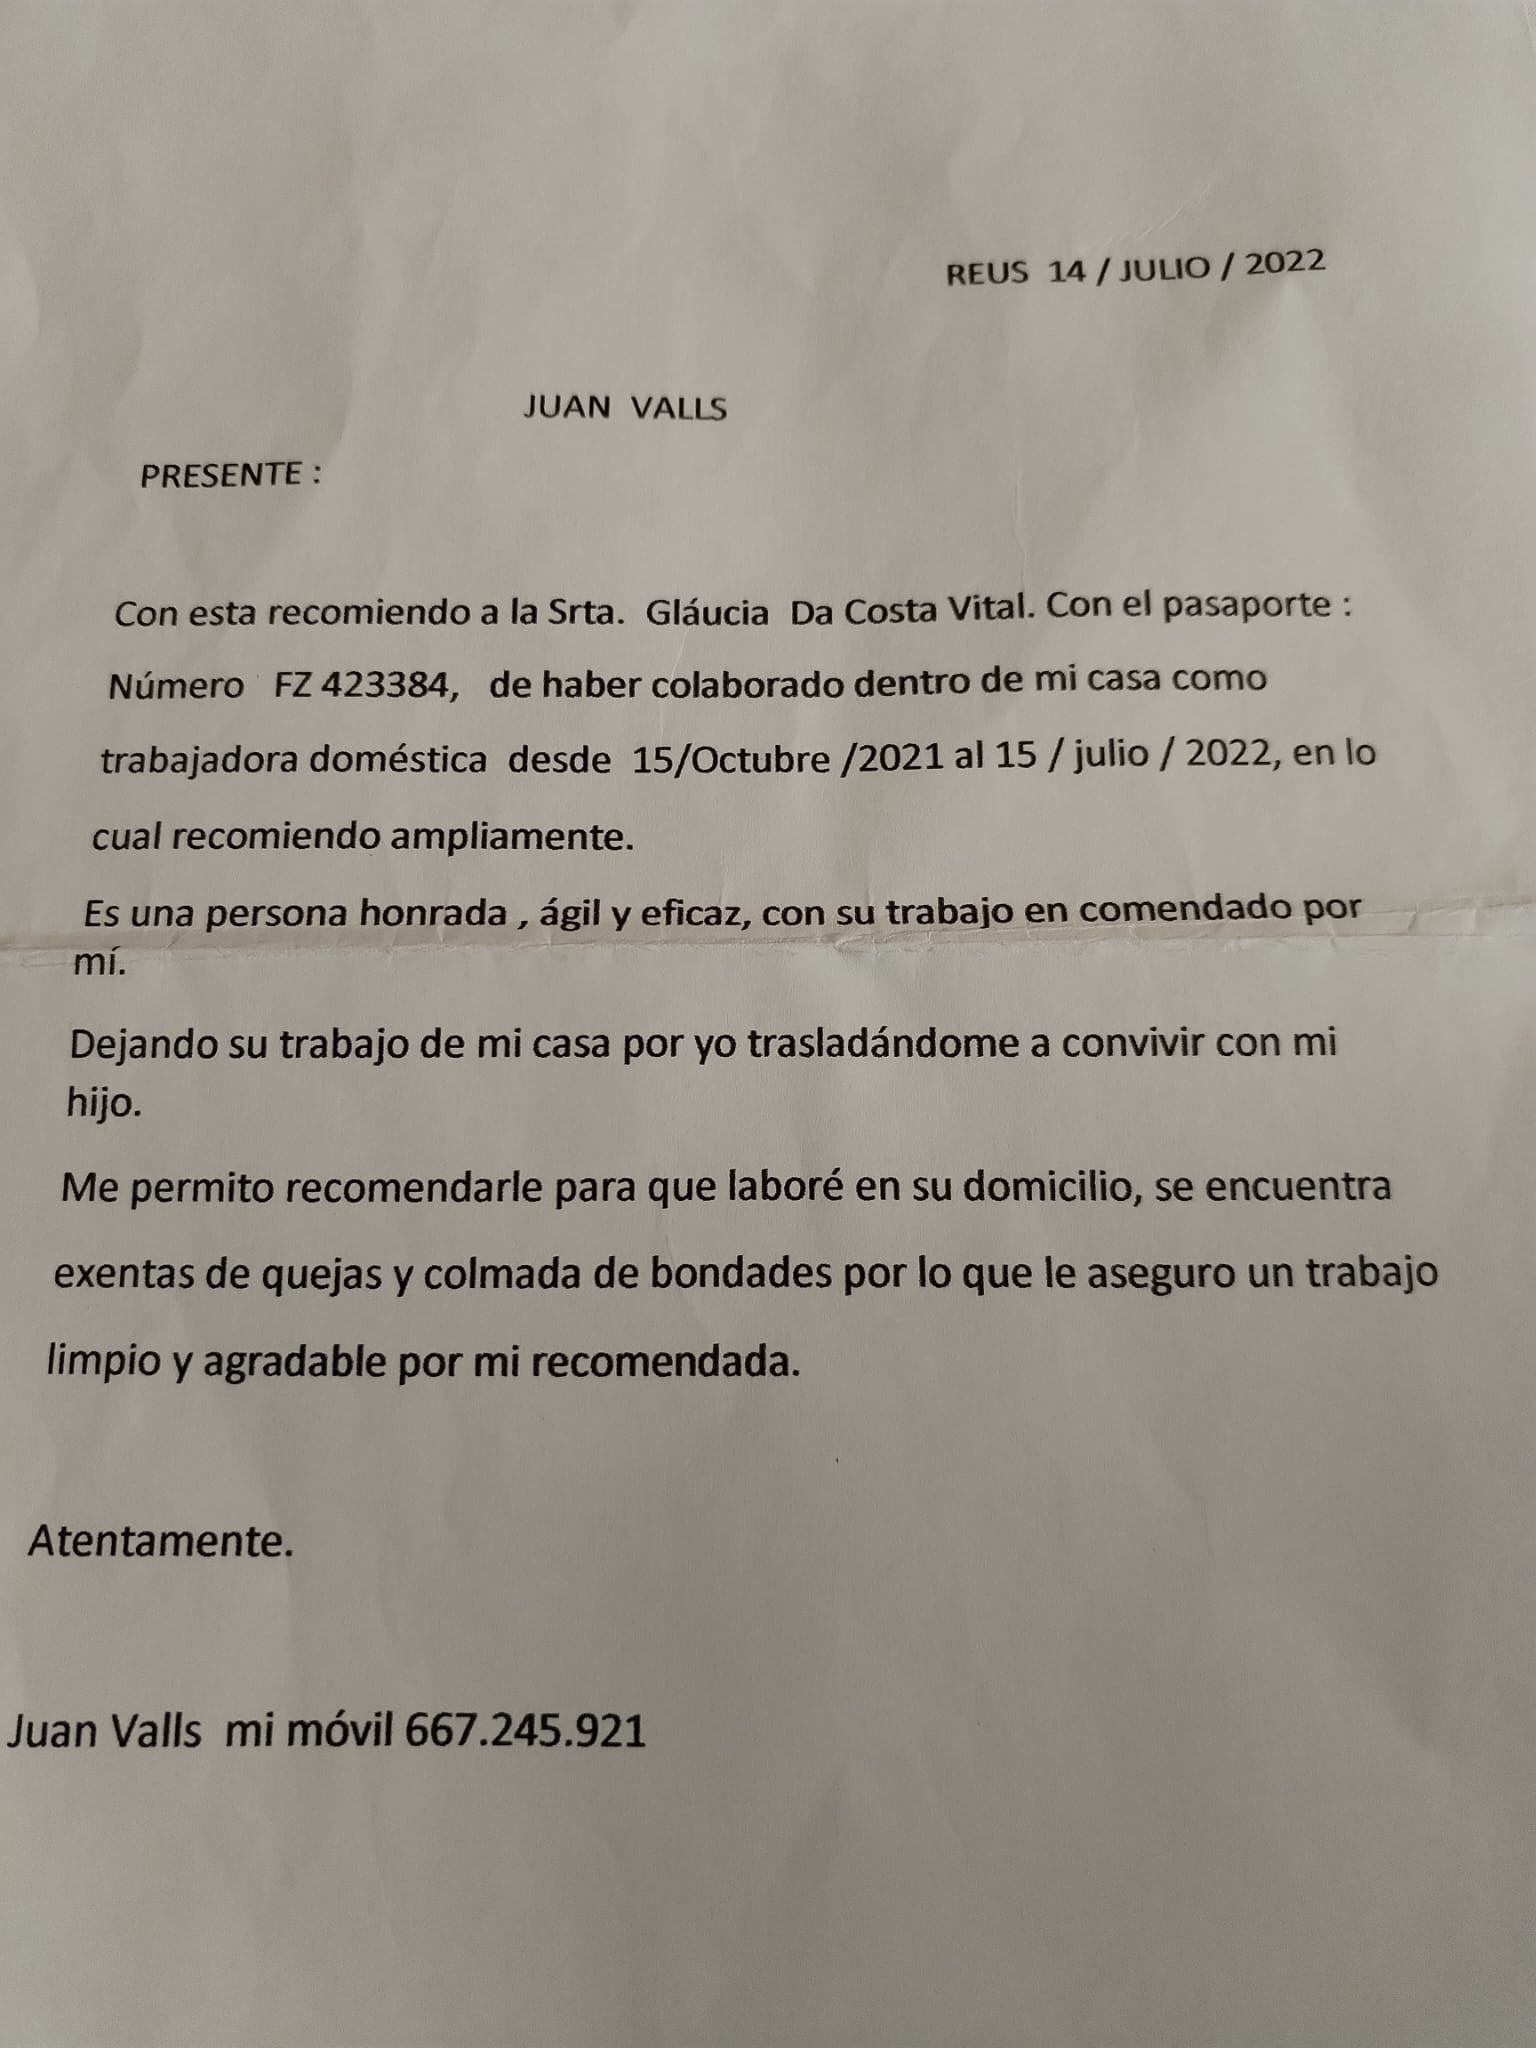 REUS 14 / JULIO / 2022
JUAN VALLS
PRESENTE :
Con esta recomiendo a la Srta. Gláucia Da Costa Vital. Con el pasaporte :
Número FZ 423384, de haber colaborado dentro de mi casa como
trabajadora doméstica desde 15/Octubre /2021 al 15 / julio / 2022, en lo
cual recomiendo ampliamente.
Es una persona honrada , ágil y eficaz, con su trabajo en comendado por
mí.
Dejando su trabajo de mi casa por yo trasladándome a convivir con mi
hijo.
Me permito recomendarle para que laboré en su domicilio, se encuentra
exentas de quejas y colmada de bondades por lo que le aseguro un trabajo
limpio y agradable por mi recomendada.
Atentamente.
Juan Valls mi móvil 667.245.921